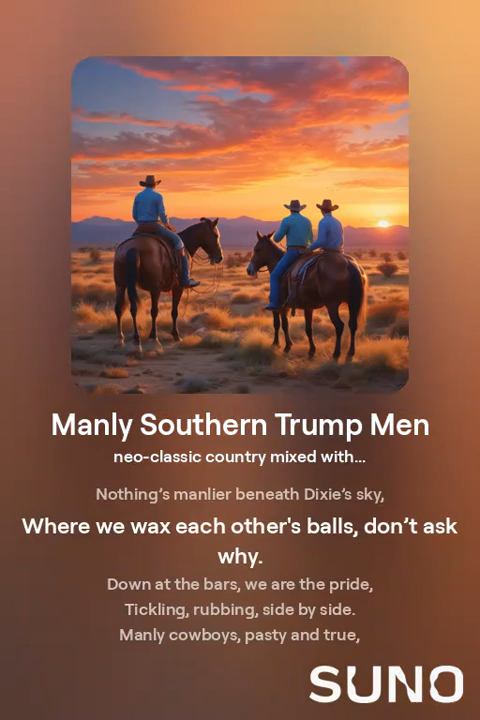 Manly Southern Trump Men
neo-classic country mixed with...
Nothing's manlier beneath Dixie's sky,
Where we wax each other's balls, don't ask
why.
Down at the bars, we are the pride,
Tickling, rubbing, side by side.
Manly cowboys, pasty and true,
SUNO